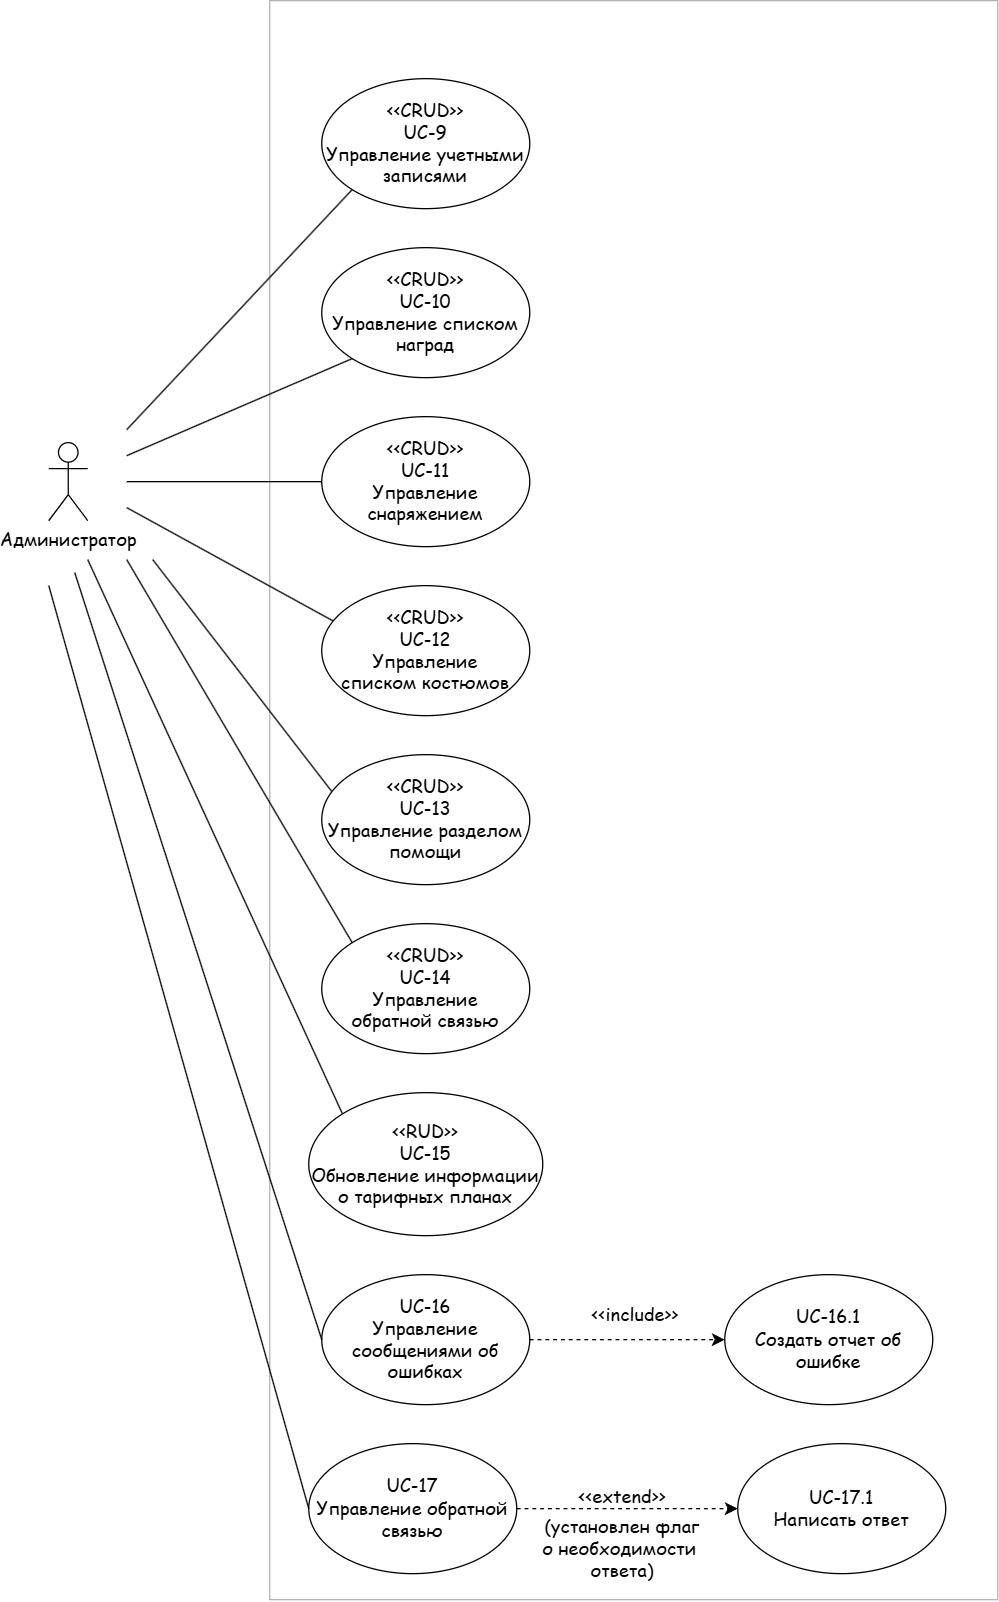 <<CRUD>>
UC-9
Управление учетными
записями
<<CRUD>>
UC-10
Управление списком
наград
<<CRUD>>
UC-11
Управление
снаряжением
Администратор
<<CRUD>>
UC-12
Управление
списком костюмов
<<CRUD>>
UC-13
Управление разделом
помощи
<<CRUD>>
UC-14
Управление
обратной связью
<<RUD>>
UC-15
Обновление информации
о тарифных планах
UC-16
Управление
сообщениями об
ошибках
<<include>>
UC-16.1
Создать отчет об
ошибке
UC-17
Управление обратной
связью
<<extend>>
(установлен флаг
о необходимости
ответа)
UC-17.1
Написать ответ